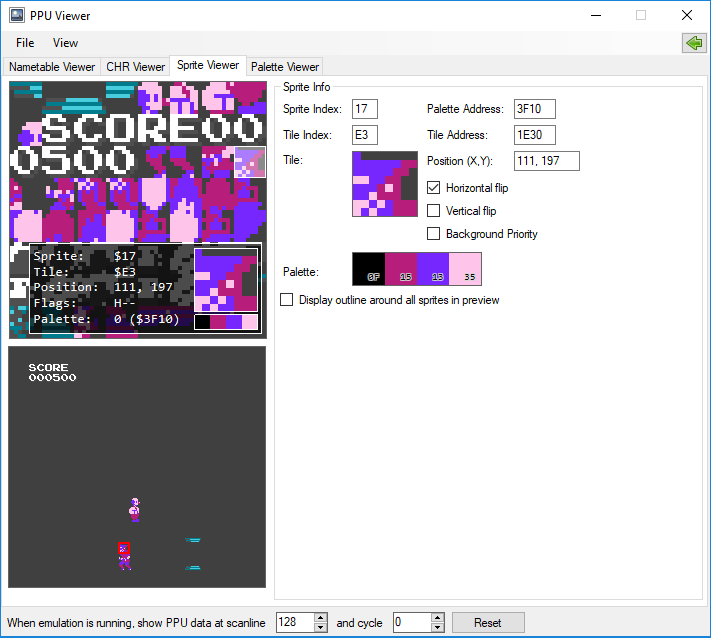 PPU Viewer
File View
Nametable Viewer CHR Viewer Sprite Viewer Palette Viewer
SCORE00
0500
Sprite: $17
Tile: $E3
Position: 111, 197
Flags: H--
Palette: 0 ($3F10)
SCORE
000500
Sprite Info
Sprite Index: 17 Palette Address: 3F10
Tile Index: E3 Tile Address: 1E30
Tile: Position (X,Y): 111, 197
Horizontal flip
Vertical flip
Background Priority
Palette: 0F 15 13 35
Display outline around all sprites in preview
When emulation is running, show PPU data at scanline 128 and cycle 0 Reset